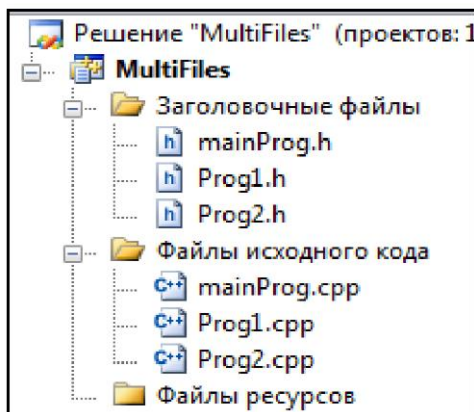 Решение "MultiFiles" (проектов: 1
MultiFiles
Заголовочные файлы
h mainProg.h
h Prog1.h
h Prog2.h
Файлы исходного кода
C++ mainProg.cpp
C++ Prog1.cpp
C++ Prog2.cpp
Файлы ресурсов